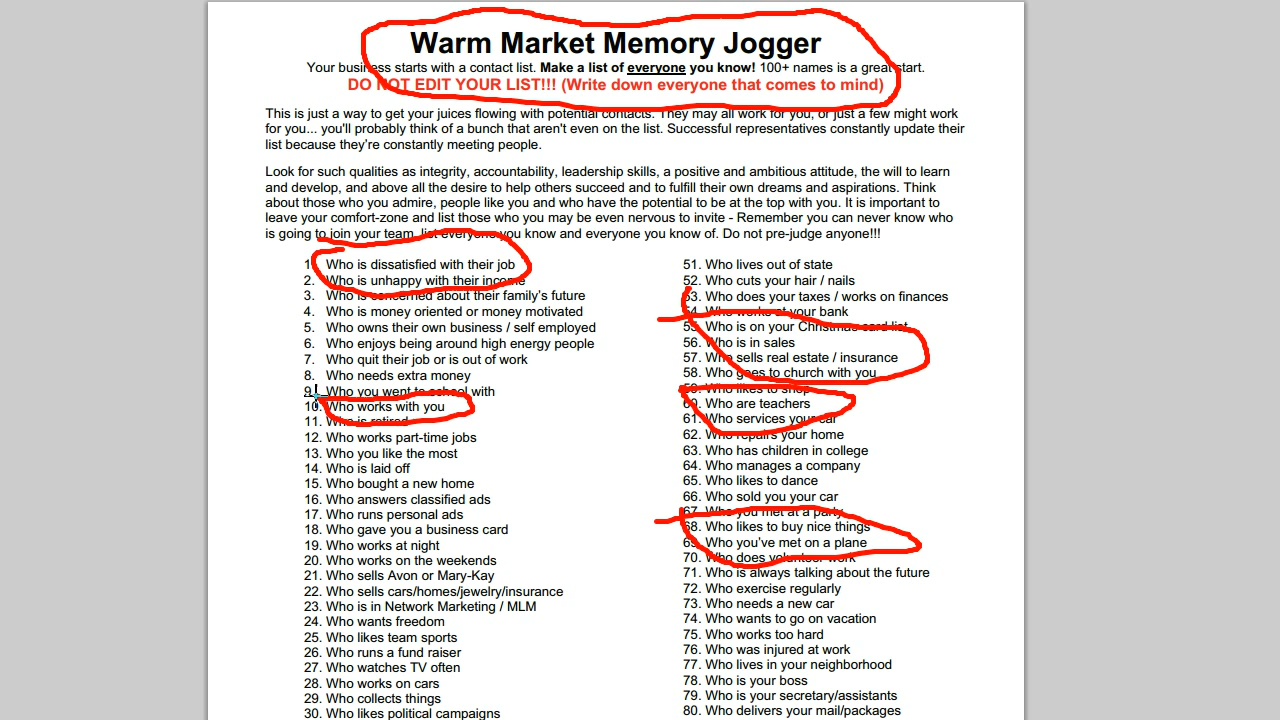 Warm Market Memory Jogger
Your business starts with a contact list. Make a list of everyone you know! 100+ names is a great start.
DO NOT EDIT YOUR LIST!!! (Write down everyone that comes to mind)
This is just a way to get your juices flowing with potential contacts. They may all work for you, or just a few might work
for you... you'll probably think of a bunch that aren't even on the list. Successful representatives constantly update their
list because they're constantly meeting people.
Look for such qualities as integrity, accountability, leadership skills, a positive and ambitious attitude, the will to learn
and develop, and above all the desire to help others succeed and to fulfill their own dreams and aspirations. Think
about those who you admire, people like you and who have the potential to be at the top with you. It is important to
leave your comfort-zone and list those who you may be even nervous to invite - Remember you can never know who
is going to join your team, list everyone you know and everyone you know of. Do not pre-judge anyone!!!
1. Who is dissatisfied with their job
2. Who is unhappy with their income
3. Who is concerned about their family's future
4. Who is money oriented or money motivated
5. Who owns their own business / self employed
6. Who enjoys being around high energy people
7. Who quit their job or is out of work
8. Who needs extra money
9. Who you went to school with
10. Who works with you
11. Who is retired
12. Who works part-time jobs
13. Who you like the most
14. Who is laid off
15. Who bought a new home
16. Who answers classified ads
17. Who runs personal ads
18. Who gave you a business card
19. Who works at night
20. Who works on the weekends
21. Who sells Avon or Mary-Kay
22. Who sells cars/homes/jewelry/insurance
23. Who is in Network Marketing / MLM
24. Who wants freedom
25. Who likes team sports
26. Who runs a fund raiser
27. Who watches TV often
28. Who works on cars
29. Who collects things
30. Who likes political campaigns
51. Who lives out of state
52. Who cuts your hair / nails
53. Who does your taxes / works on finances
54. Who works at your bank
55. Who is on your Christmas card list
56. Who is in sales
57. Who sells real estate / insurance
58. Who goes to church with you
59. Who likes to shop
60. Who are teachers
61. Who services your car
62. Who repairs your home
63. Who has children in college
64. Who manages a company
65. Who likes to dance
66. Who sold you your car
67. Who you met at a party
68. Who likes to buy nice things
69. Who you've met on a plane
70. Who does volunteer work
71. Who is always talking about the future
72. Who exercise regularly
73. Who needs a new car
74. Who wants to go on vacation
75. Who works too hard
76. Who was injured at work
77. Who lives in your neighborhood
78. Who is your boss
79. Who is your secretary/assistants
80. Who delivers your mail/packages